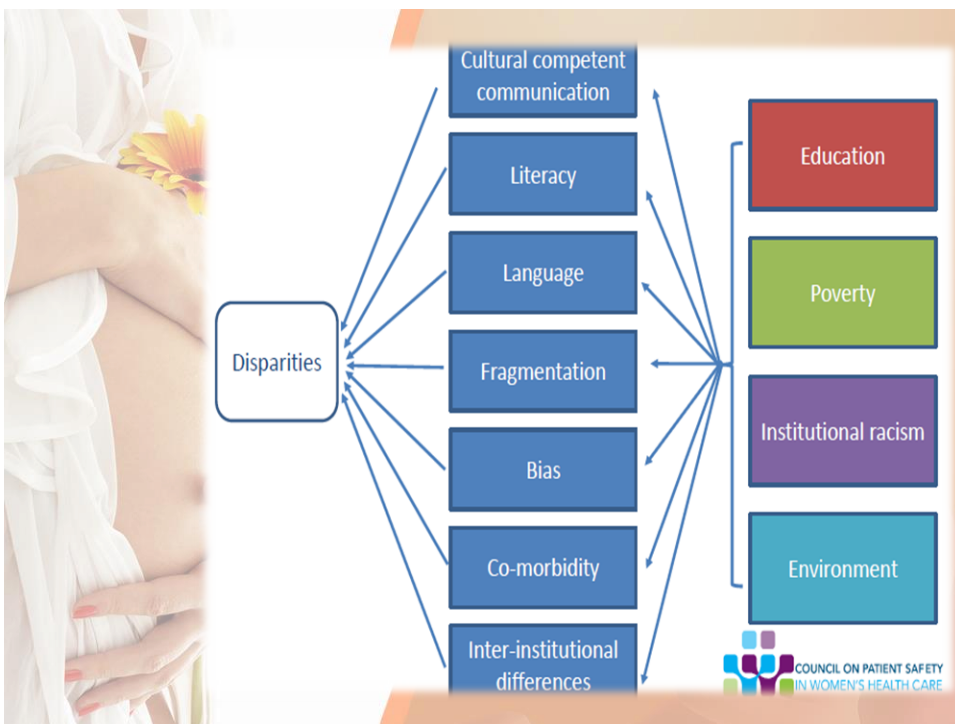 Cultural competent
communication
Literacy
Language
Fragmentation
Bias
Co-morbidity
Inter-institutional
differences
Disparities
Education
Poverty
Institutional racism
Environment
COUNCIL ON PATIENT SAFETY
IN WOMEN'S HEALTH CARE